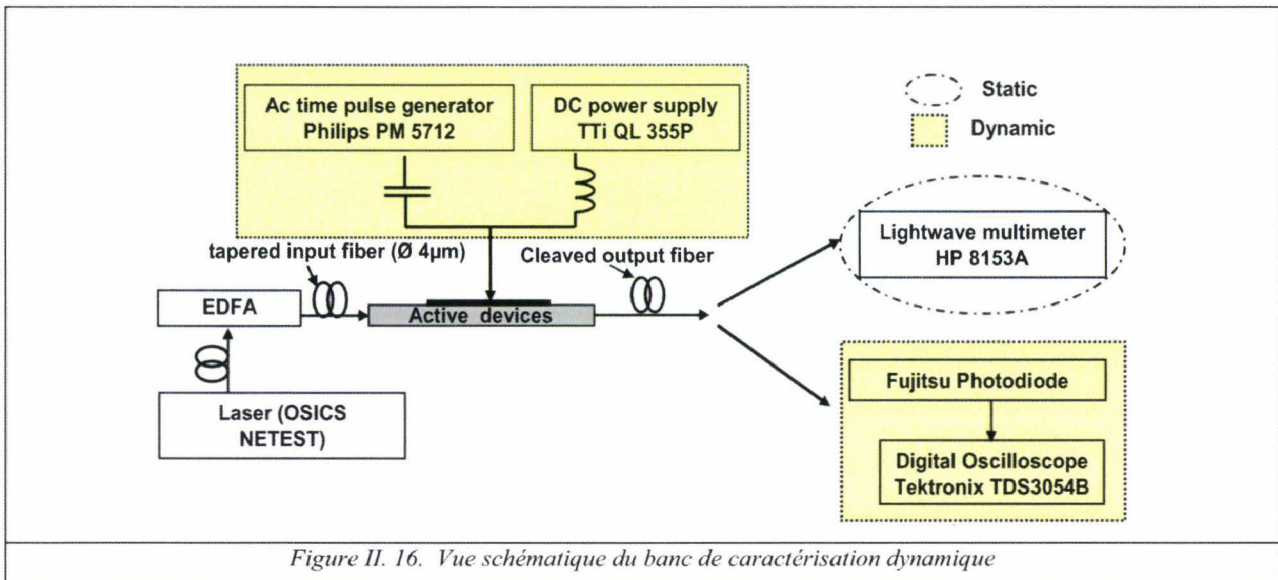 Ac time pulse generator
Philips PM 5712
DC power supply
TTi QL 355P
Static
Dynamic
tapered input fiber (Ø 4µm)
Cleaved output fiber
Lightwave multimeter
HP 8153A
EDFA
Active devices
Laser (OSICS
NETEST)
Fujitsu Photodiode
Digital Oscilloscope
Tektronix TDS3054B
Figure II. 16. Vue schématique du banc de caractérisation dynamique